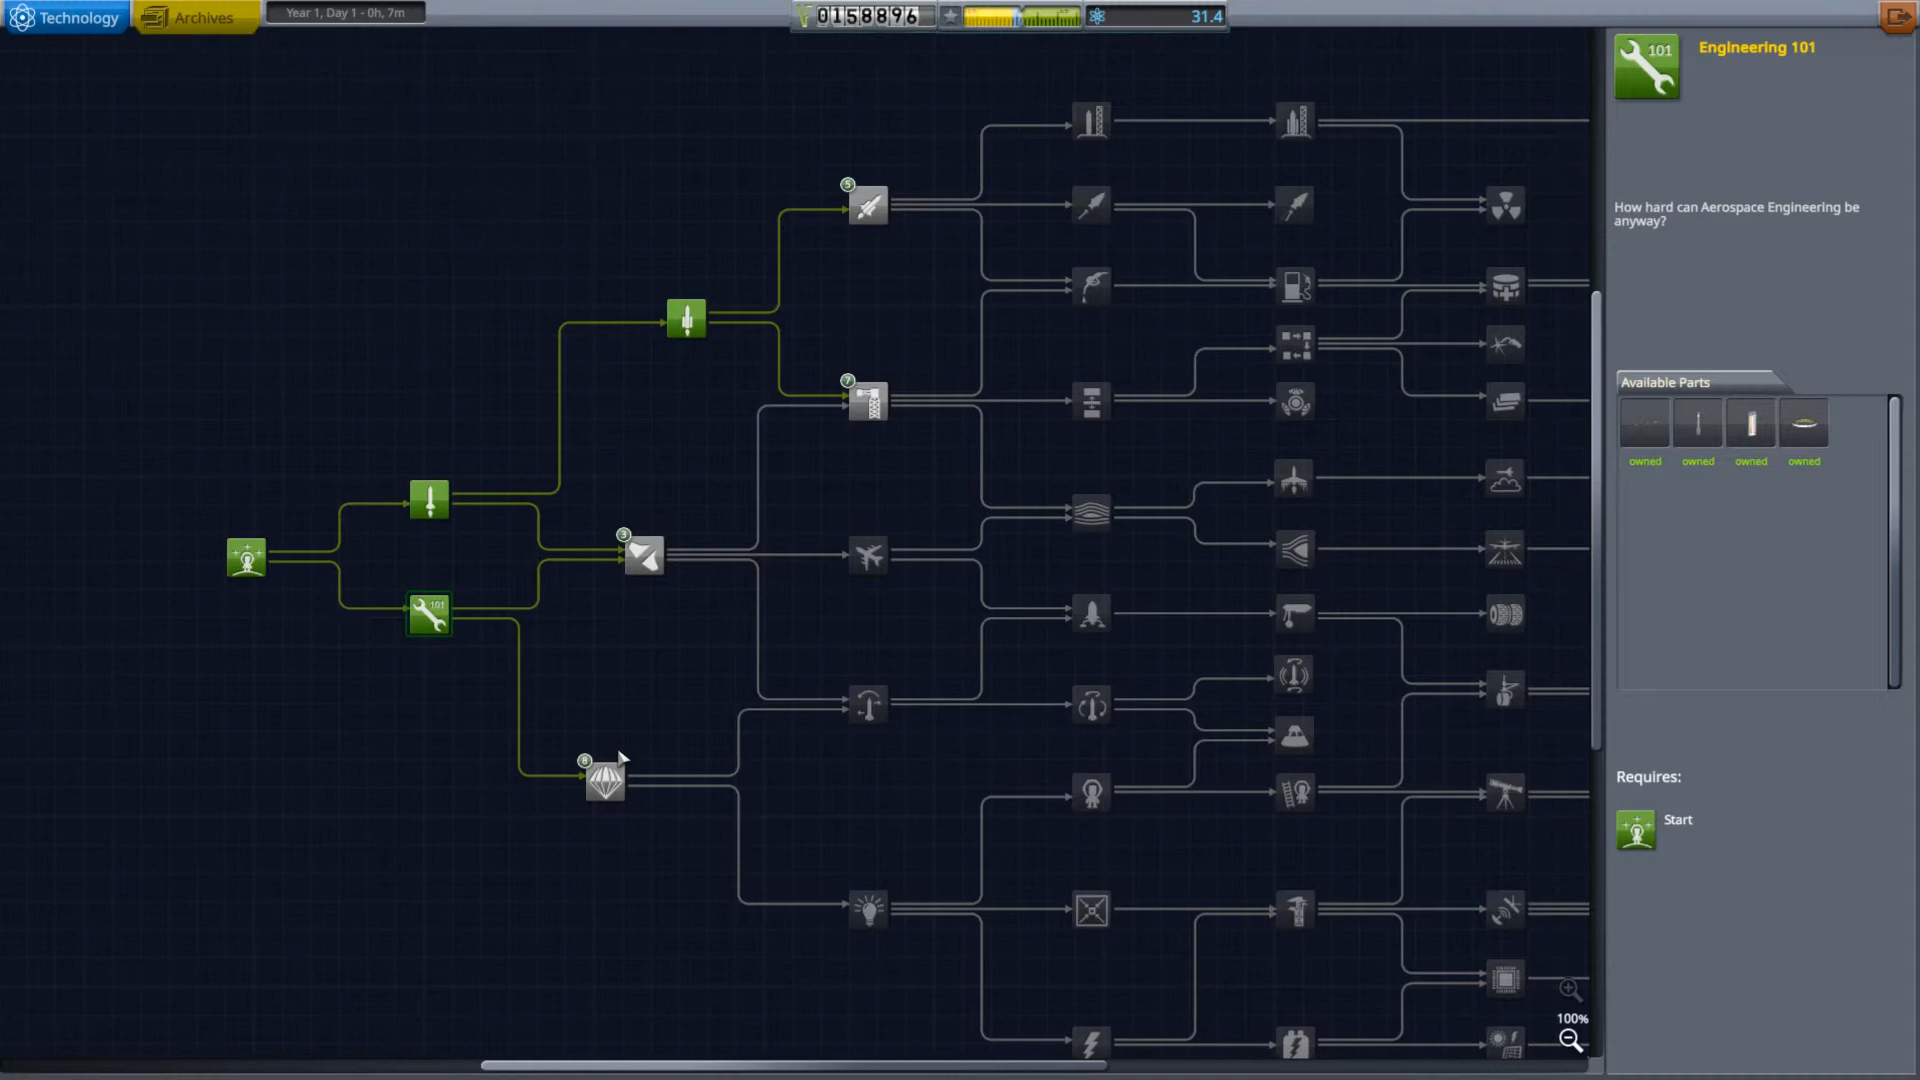 Technology
Archives
Year 1, Day 1 - 0h, 7m
0158896
31.4
101
Engineering 101
How hard can Aerospace Engineering be
anyway?
5
7
3
101
8
Available Parts
owned
owned
owned
owned
Requires:
Start
100%